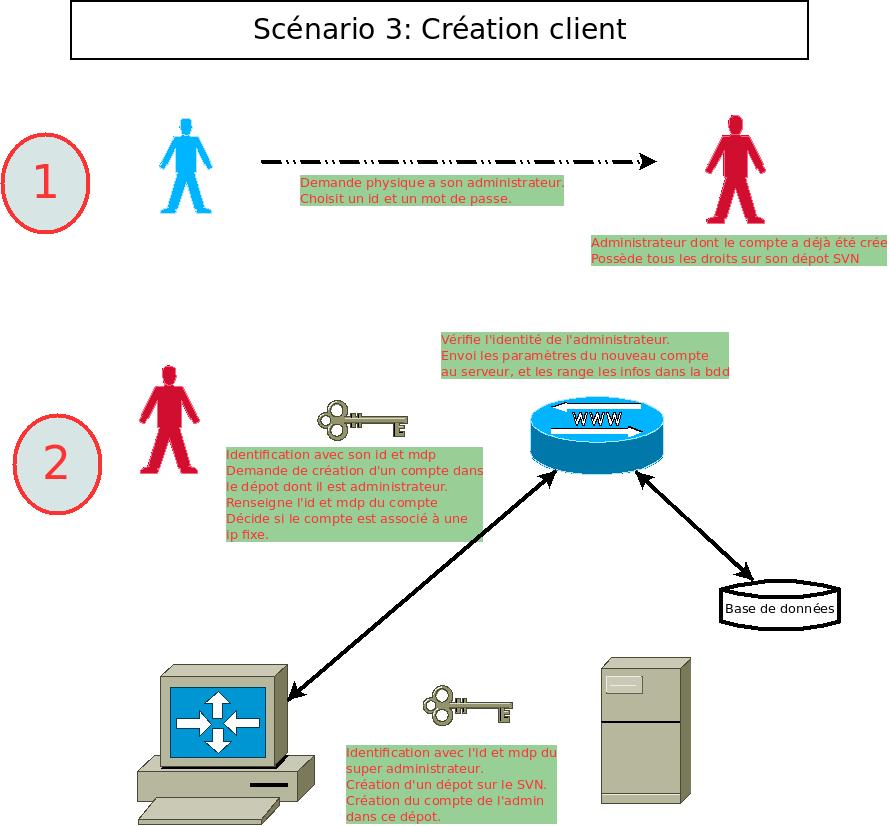 Scénario 3: Création client
1
Demande physique a son administrateur.
Choisit un id et un mot de passe.
Administrateur dont le compte a déjà été crée
Possède tous les droits sur son dépot SVN
Vérifie l'identité de l'administrateur.
Envoi les paramètres du nouveau compte
au serveur, et les range les infos dans la bdd
WWW
2
Identification avec son id et mdp
Demande de création d'un compte dans
le dépot dont il est administrateur.
Renseigne l'id et mdp du compte
Décide si le compte est associé à une
ip fixe.
Base de données
Identification avec l'id et mdp du
super administrateur.
Création d'un dépot sur le SVN.
Création du compte de l'admin
dans ce dépot.